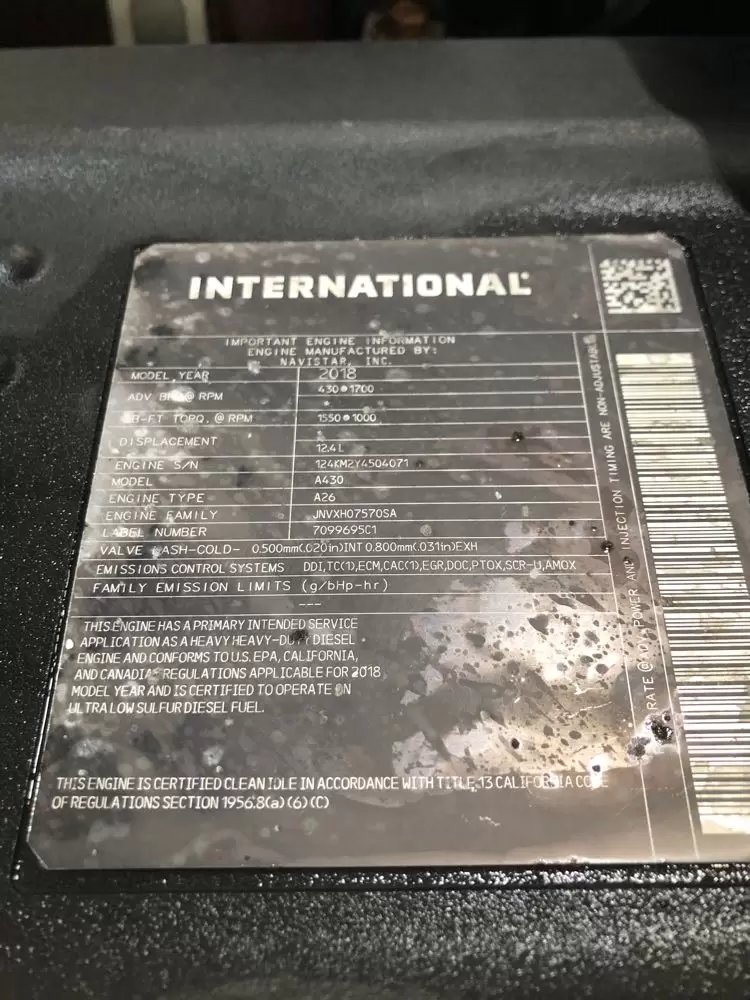 INTERNATIONAL
IMPORTANT ENGINE INFORMATION
ENGINE MANUFACTURED BY:
NAVISTAR, INC.
MODEL YEAR 2018
ADV BHP @ RPM 430@1700
LB-FT TORQ. @ RPM 1550@1000
DISPLACEMENT 12.4L
ENGINE S/N 124KM2Y4504071
MODEL A430
ENGINE TYPE A26
ENGINE FAMILY JNVXH07570SA
LABEL NUMBER 7099695C1
VALVE LASH-COLD- 0.500mm(.020in)INT 0.800mm(.031in)EXH
EMISSIONS CONTROL SYSTEMS DDI,TC(1),ECM,CAC(1),EGR,DOC,PTOX,SCR-U,AMOX
FAMILY EMISSION LIMITS (g/bHp-hr)
---
THIS ENGINE HAS A PRIMARY INTENDED SERVICE
APPLICATION AS A HEAVY HEAVY-DUTY DIESEL
ENGINE AND CONFORMS TO U.S. EPA, CALIFORNIA,
AND CANADIAN REGULATIONS APPLICABLE FOR 2018
MODEL YEAR AND IS CERTIFIED TO OPERATE ON
ULTRA LOW SULFUR DIESEL FUEL.
THIS ENGINE IS CERTIFIED CLEAN IDLE IN ACCORDANCE WITH TITLE 13 CALIFORNIA CODE
OF REGULATIONS SECTION 1956.8(a)(6)(C)
RATE @ ADV POWER AND INJECTION TIMING ARE NON-ADJUSTABLE